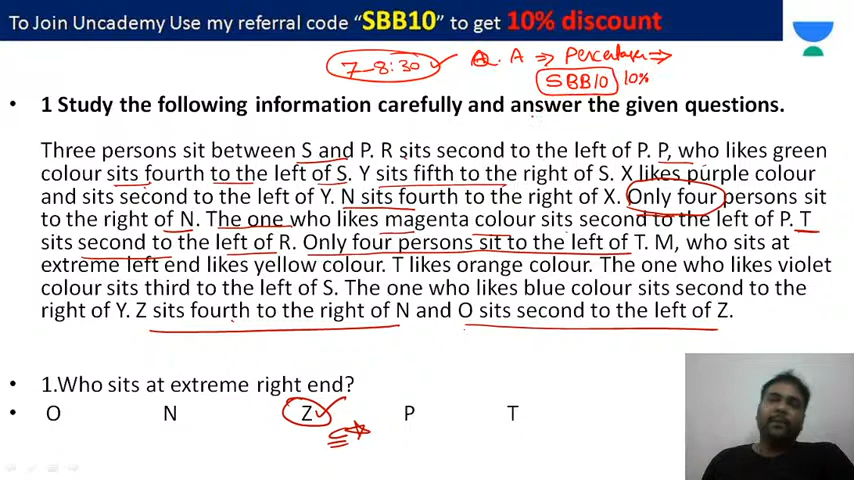 To Join Uncademy Use my referral code “SBB10” to get 10% discount
7-8:30 Q. A ⇒ Percentage ⇒
SBB10 10%
• 1 Study the following information carefully and answer the given questions.
Three persons sit between S and P. R sits second to the left of P. P, who likes green
colour sits fourth to the left of S. Y sits fifth to the right of S. X likes purple colour
and sits second to the left of Y. N sits fourth to the right of X. Only four persons sit
to the right of N. The one who likes magenta colour sits second to the left of P. T
sits second to the left of R. Only four persons sit to the left of T. M, who sits at
extreme left end likes yellow colour. T likes orange colour. The one who likes violet
colour sits third to the left of S. The one who likes blue colour sits second to the
right of Y. Z sits fourth to the right of N and O sits second to the left of Z.
• 1.Who sits at extreme right end?
• O N Z P T